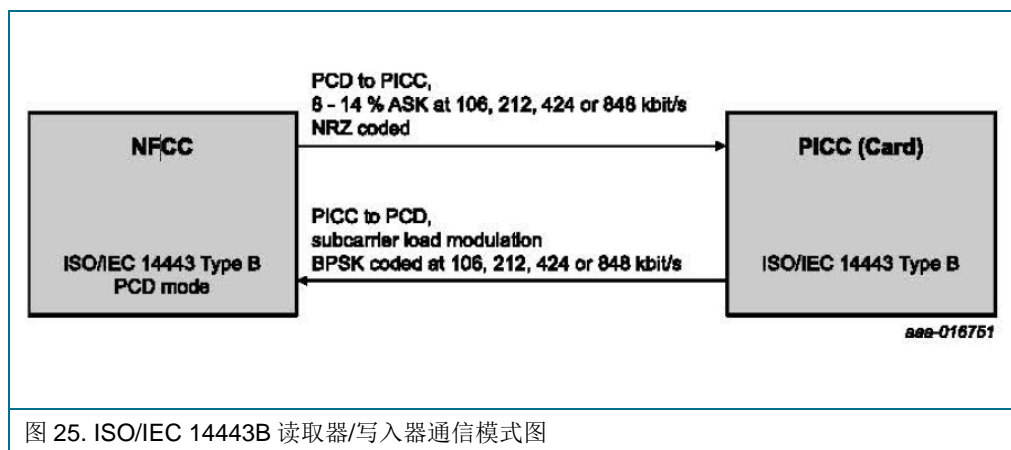 PCD to PICC,
8 - 14 % ASK at 106, 212, 424 or 848 kbit/s
NRZ coded
NFCC
PICC (Card)
PICC to PCD,
subcarrier load modulation
BPSK coded at 106, 212, 424 or 848 kbit/s
ISO/IEC 14443 Type B
PCD mode
ISO/IEC 14443 Type B
aaa-016751
图 25. ISO/IEC 14443B 读取器/写入器通信模式图